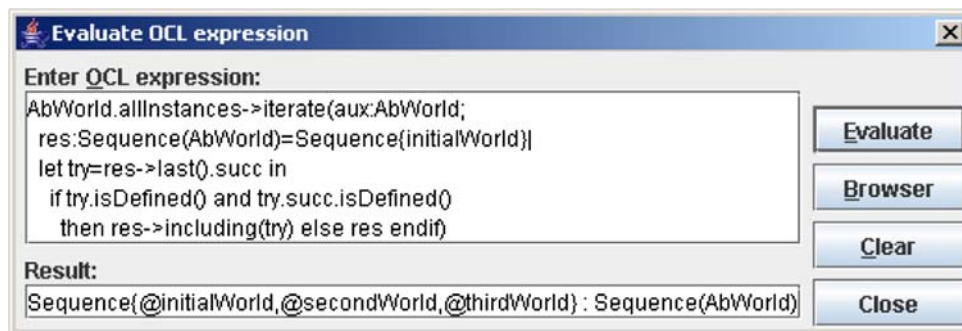 Evaluate OCL expression
Enter OCL expression:
AbWorld.allInstances->iterate(aux:AbWorld;
res:Sequence(AbWorld)=Sequence{initialWorld}|
let try=res->last().succ in
if try.isDefined() and try.succ.isDefined()
then res->including(try) else res endif)
Evaluate
Browser
Clear
Result:
Sequence{@initialWorld,@secondWorld,@thirdWorld} : Sequence(AbWorld)
Close